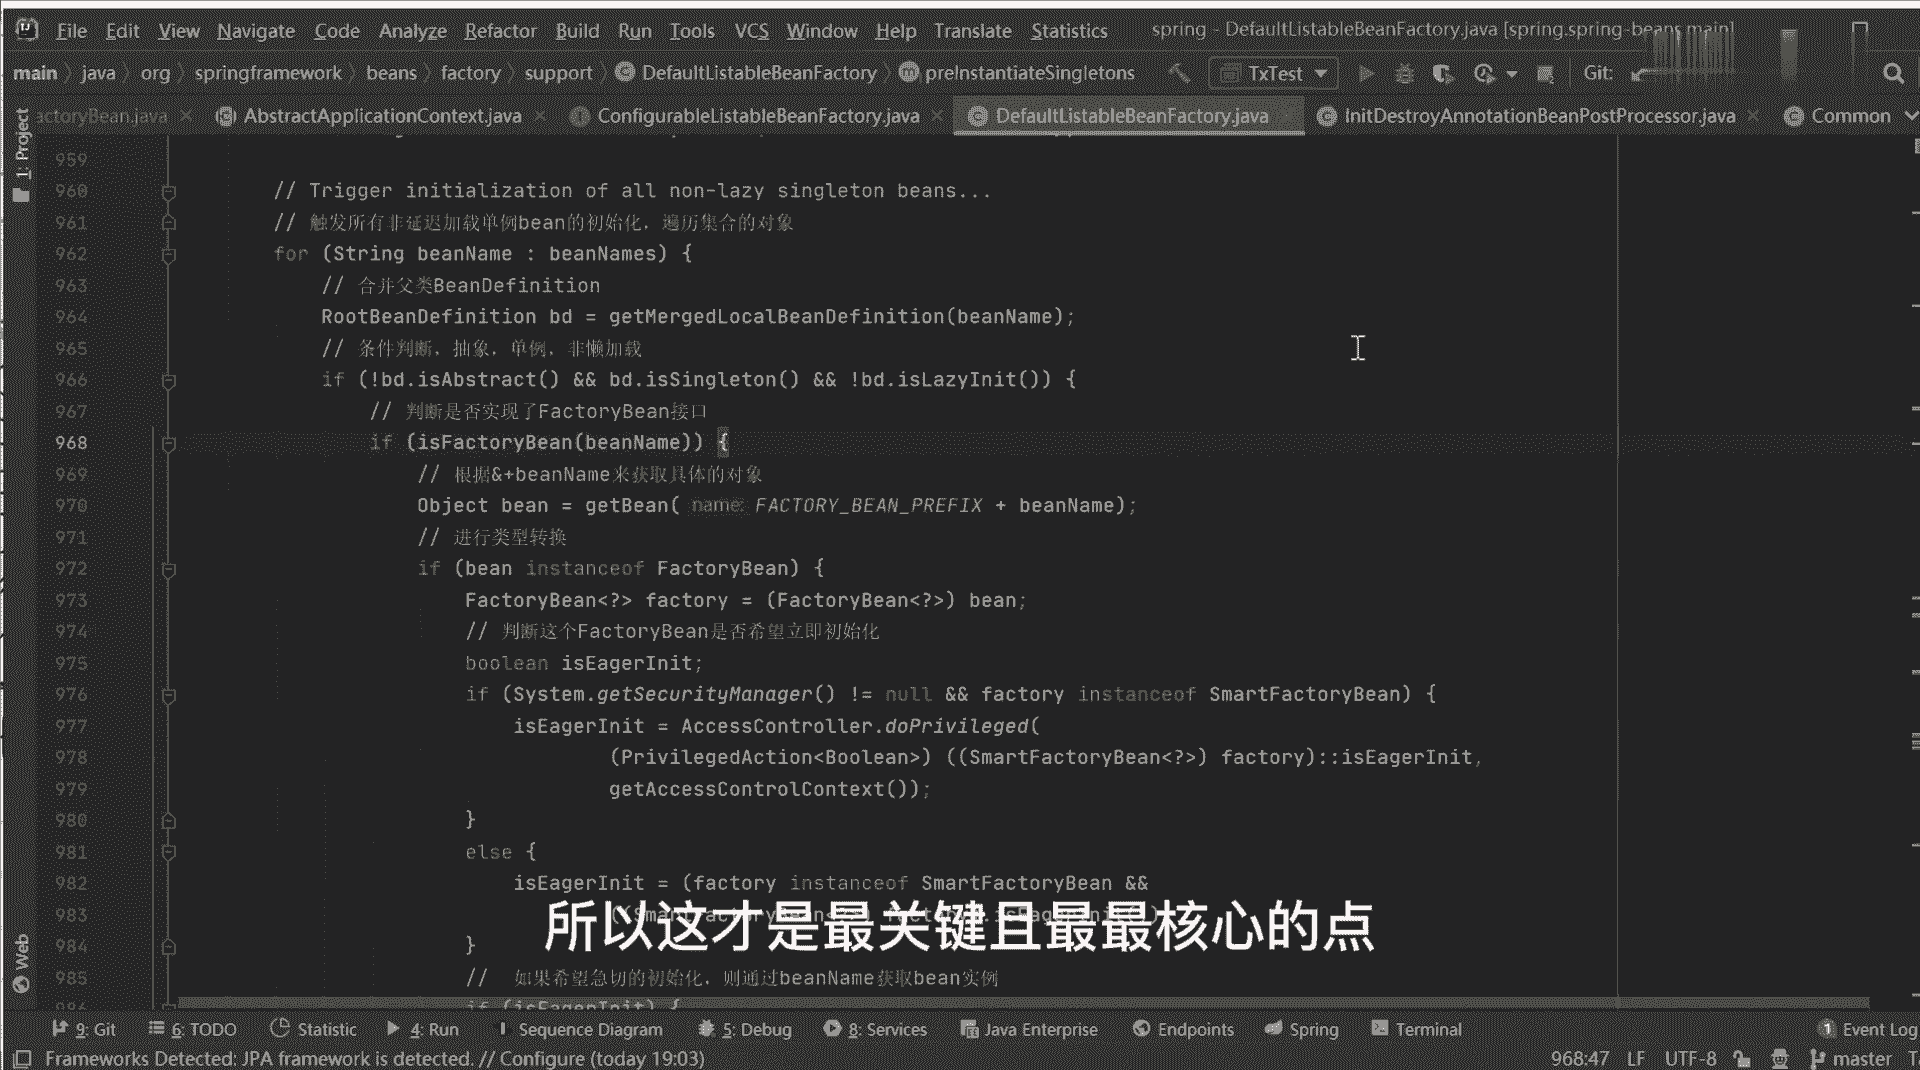 File Edit View Navigate Code Analyze Refactor Build Run Tools VCS Window Help Translate Statistics spring - DefaultListableBeanFactory.java [spring.spring-beans.main]
main java org springframework beans factory support DefaultListableBeanFactory preInstantiateSingletons TxTest Git:
actoryBean.java AbstractApplicationContext.java ConfigurableListableBeanFactory.java DefaultListableBeanFactory.java InitDestroyAnnotationBeanPostProcessor.java Common
1: Project
959
960 // Trigger initialization of all non-lazy singleton beans...
961 // 触发所有非延迟加载单例bean的初始化，遍历集合的对象
962 for (String beanName : beanNames) {
963 // 合并父类BeanDefinition
964 RootBeanDefinition bd = getMergedLocalBeanDefinition(beanName);
965 // 条件判断，抽象，单例，非懒加载
966 if (!bd.isAbstract() && bd.isSingleton() && !bd.isLazyInit()) {
967 // 判断是否实现了FactoryBean接口
968 if (isFactoryBean(beanName)) {
969 // 根据&+beanName来获取具体的对象
970 Object bean = getBean( name: FACTORY_BEAN_PREFIX + beanName);
971 // 进行类型转换
972 if (bean instanceof FactoryBean) {
973 FactoryBean<?> factory = (FactoryBean<?>) bean;
974 // 判断这个FactoryBean是否希望立即初始化
975 boolean isEagerInit;
976 if (System.getSecurityManager() != null && factory instanceof SmartFactoryBean) {
977 isEagerInit = AccessController.doPrivileged(
978 (PrivilegedAction<Boolean>) ((SmartFactoryBean<?>) factory)::isEagerInit,
979 getAccessControlContext());
980 }
981 else {
982 isEagerInit = (factory instanceof SmartFactoryBean &&
983
所以这才是最关键且最最核心的点
984 }
985 // 如果希望急切的初始化，则通过beanName获取bean实例
986 if (isEagerInit) {
Web
9: Git 6: TODO Statistic 4: Run Sequence Diagram 5: Debug 8: Services Java Enterprise Endpoints Spring Terminal 1 Event Log
Frameworks Detected: JPA framework is detected. // Configure (today 19:03) 968:47 LF UTF-8 master